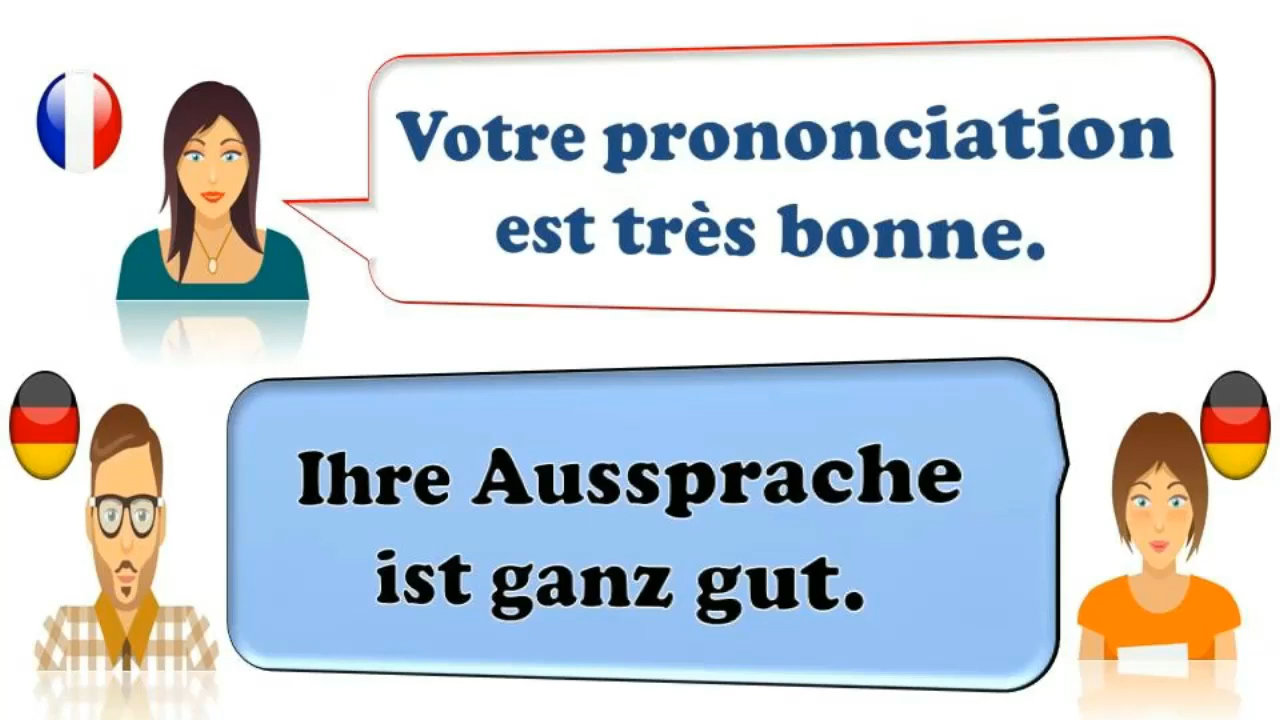 Votre prononciation
est très bonne.
Ihre Aussprache
ist ganz gut.